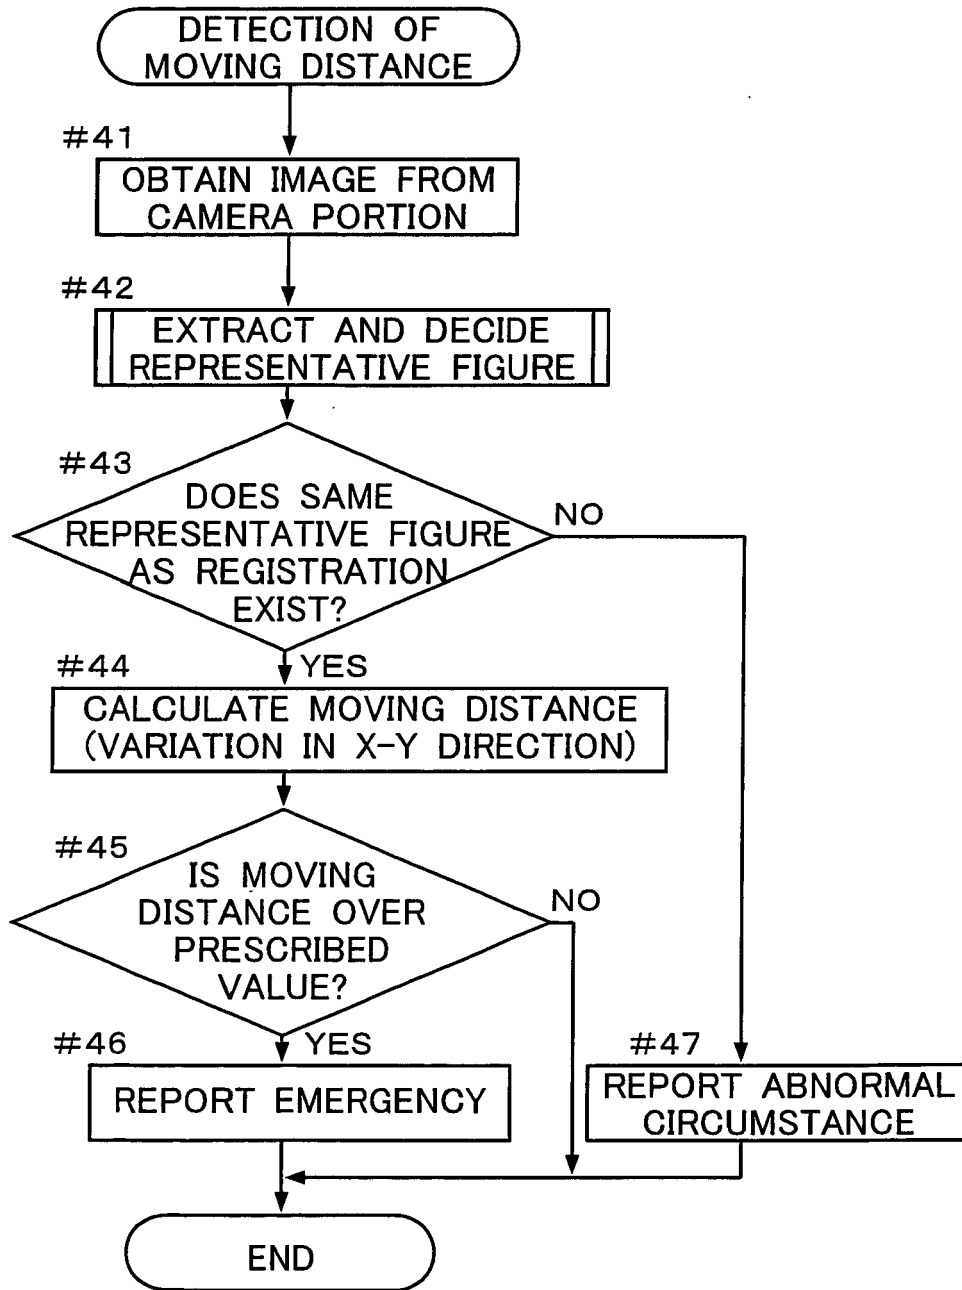 DETECTION OF
MOVING DISTANCE
#41
OBTAIN IMAGE FROM
CAMERA PORTION
#42
EXTRACT AND DECIDE
REPRESENTATIVE FIGURE
#43
DOES SAME
REPRESENTATIVE FIGURE
AS REGISTRATION
EXIST?
NO
YES
#44
CALCULATE MOVING DISTANCE
(VARIATION IN X-Y DIRECTION)
#45
IS MOVING
DISTANCE OVER
PRESCRIBED
VALUE?
NO
YES
#46
REPORT EMERGENCY
#47
REPORT ABNORMAL
CIRCUMSTANCE
END